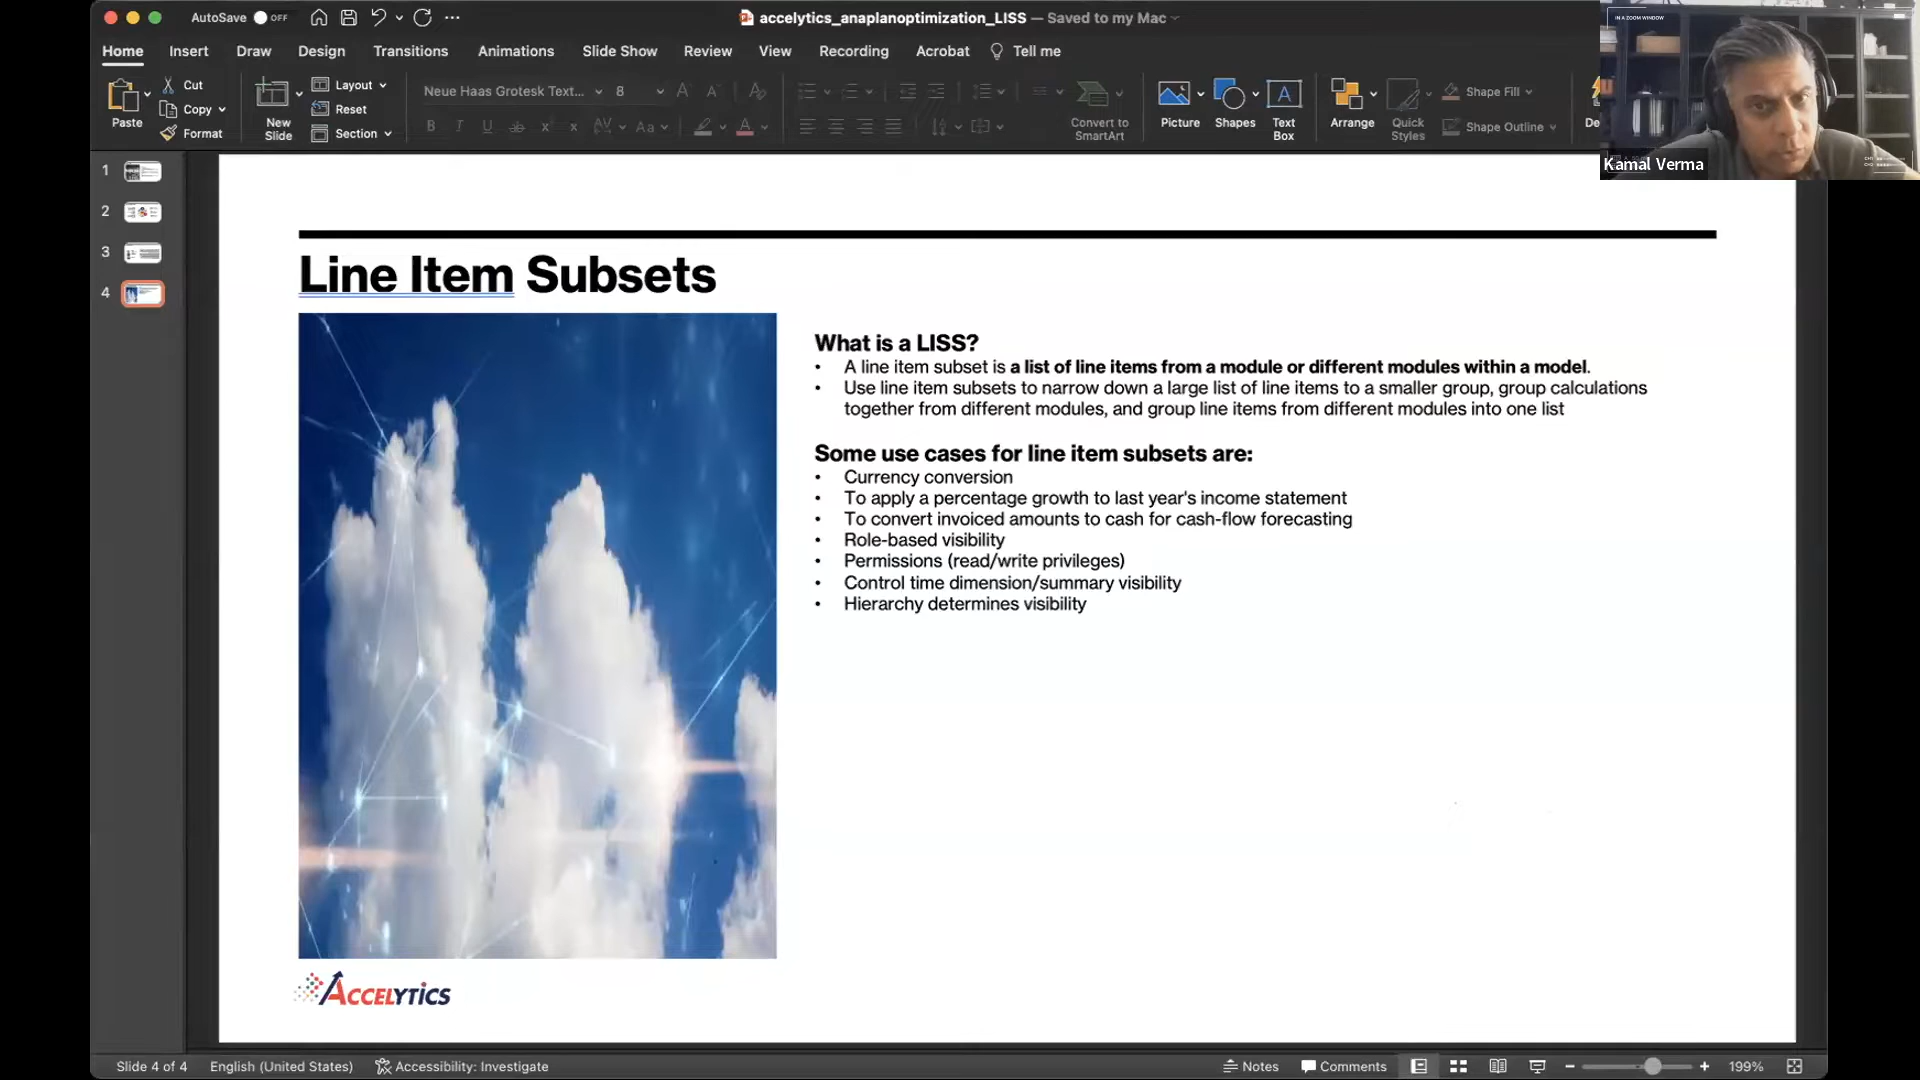 AutoSave OFF
accelytics_anaplanoptimization_LISS — Saved to my Mac
IN A ZOOM WINDOW
Home Insert Draw Design Transitions Animations Slide Show Review View Recording Acrobat Tell me
Paste
Cut
Copy
Format
New
Slide
Layout
Reset
Section
Neue Haas Grotesk Text... 8
Convert to
SmartArt
Picture
Shapes
Text
Box
Arrange
Quick
Styles
Shape Fill
Shape Outline
Kamal Verma
1
2
3
4
Line Item Subsets
What is a LISS?
• A line item subset is a list of line items from a module or different modules within a model.
• Use line item subsets to narrow down a large list of line items to a smaller group, group calculations
together from different modules, and group line items from different modules into one list
Some use cases for line item subsets are:
• Currency conversion
• To apply a percentage growth to last year's income statement
• To convert invoiced amounts to cash for cash-flow forecasting
• Role-based visibility
• Permissions (read/write privileges)
• Control time dimension/summary visibility
• Hierarchy determines visibility
ACCELYTICS
Slide 4 of 4 English (United States) Accessibility: Investigate Notes Comments 199%